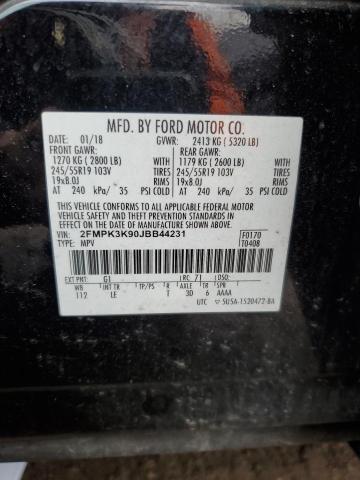 MFD. BY FORD MOTOR CO.
DATE: 01/18 GVWR: 2413 KG ( 5320 LB)
FRONT GAWR: REAR GAWR:
1270 KG ( 2800 LB) WITH 1179 KG ( 2600 LB) WITH
245/55R19 103V TIRES 245/55R19 103V TIRES
19x8.0J RIMS 19x8.0J RIMS
AT 240 kPa/ 35 PSI COLD AT 240 kPa/ 35 PSI COLD
THIS VEHICLE CONFORMS TO ALL APPLICABLE FEDERAL MOTOR
VEHICLE SAFETY AND BUMPER STANDARDS IN EFFECT ON THE DATE OF
MANUFACTURE SHOWN ABOVE.
VIN: 2FMPK3K90JBB44231 F0170
TYPE: MPV T0408
EXT PNT: G1 RC: 71 DSO:
WB INT TR TP/PS R AXLE TR SPR
112 LE T 3D 6 AAAA
UTC 5U5A-1520472-BA